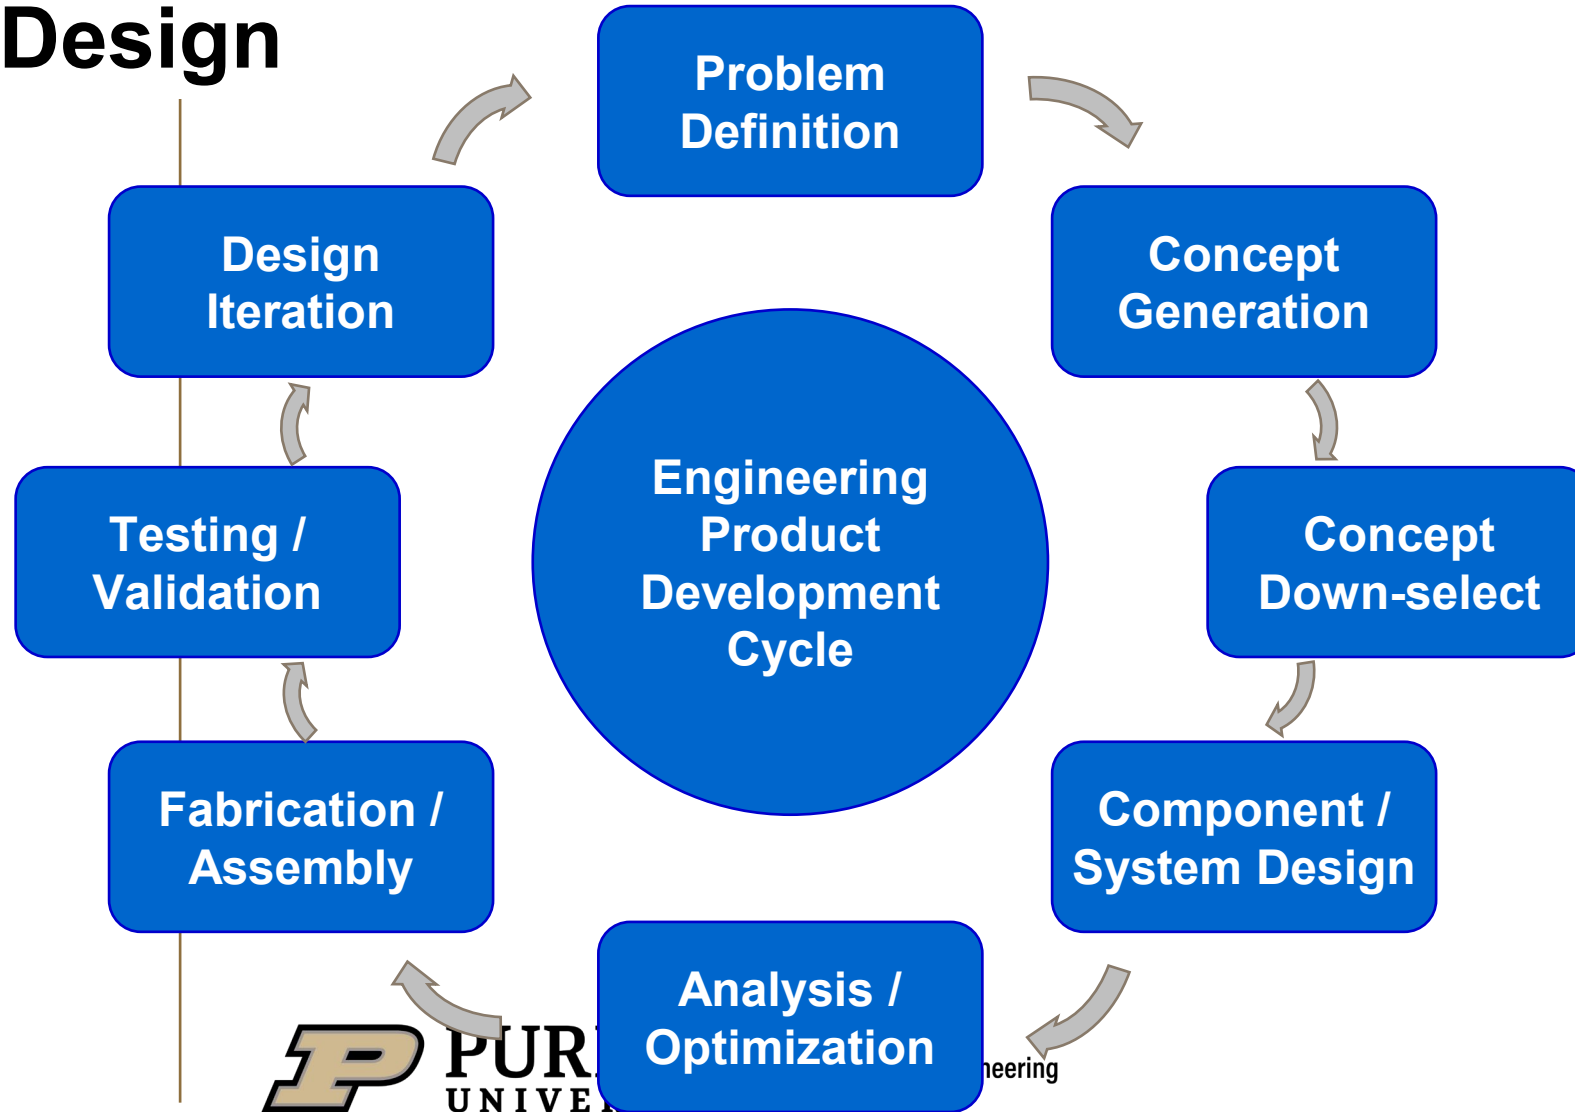 Design
Problem
Definition
Concept
Generation
Concept
Down-select
Component /
System Design
Analysis /
Optimization
Fabrication /
Assembly
Testing /
Validation
Design
Iteration
Engineering
Product
Development
Cycle